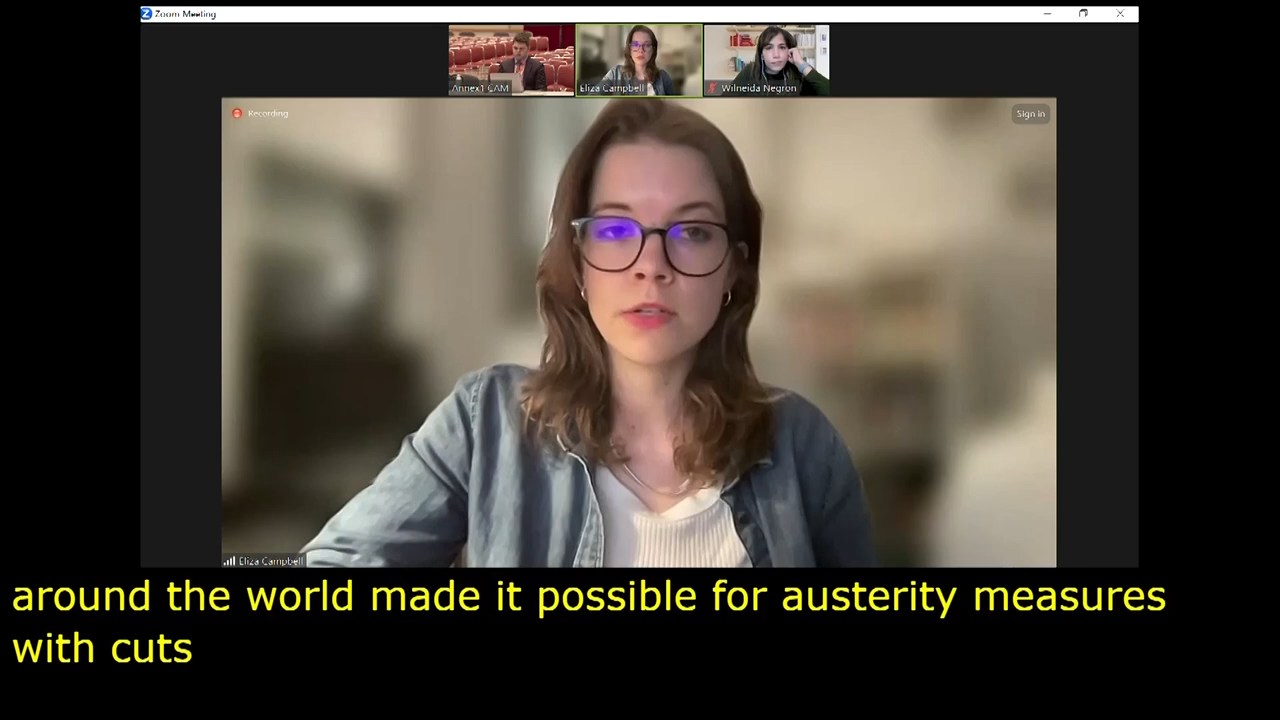 Zoom Meeting
Annex1 CAM
Eliza Campbell
Wilneida Negron
Recording
Sign in
Eliza Campbell
around the world made it possible for austerity measures
with cuts